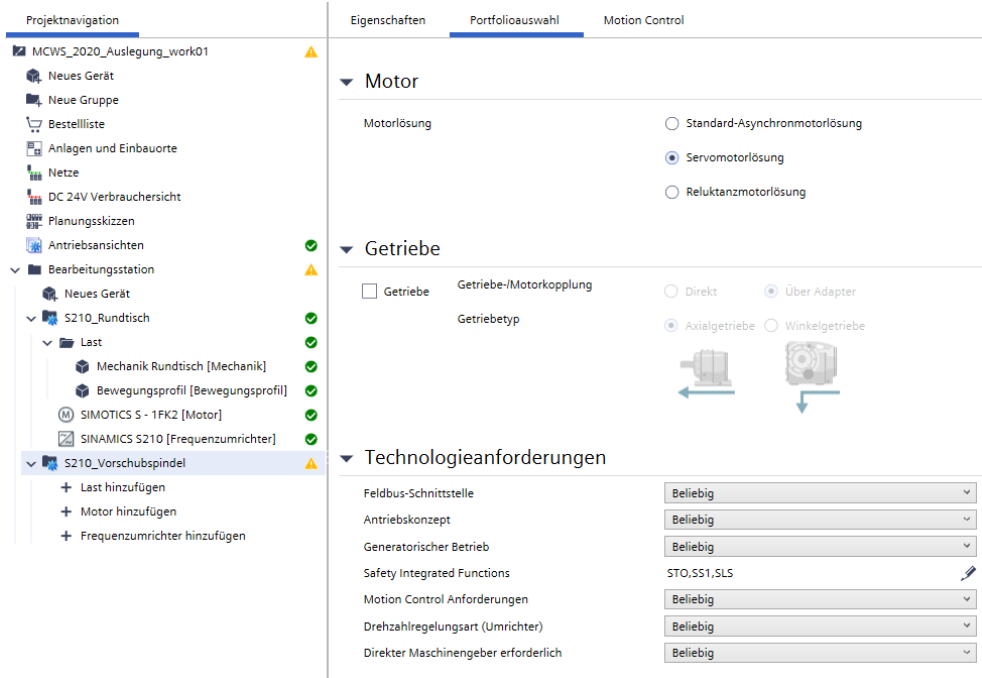 Projektnavigation
MCWS_2020_Auslegung_work01
Neues Gerät
Neue Gruppe
Bestellliste
Anlagen und Einbauorte
Netze
DC 24V Verbrauchersicht
Planungsskizzen
Antriebsansichten
Bearbeitungsstation
Neues Gerät
S210_Rundtisch
Last
Mechanik Rundtisch [Mechanik]
Bewegungsprofil [Bewegungsprofil]
M SIMOTICS S - 1FK2 [Motor]
SINAMICS S210 [Frequenzumrichter]
S210_Vorschubspindel
+ Last hinzufügen
+ Motor hinzufügen
+ Frequenzumrichter hinzufügen
Eigenschaften Portfolioauswahl Motion Control
Motor
Motorlösung Standard-Asynchronmotorlösung
Servomotorlösung
Reluktanzmotorlösung
Getriebe
Getriebe Getriebe-/Motorkopplung Direkt Über Adapter
Getriebetyp Axialgetriebe Winkelgetriebe
Technologieanforderungen
Feldbus-Schnittstelle Beliebig
Antriebskonzept Beliebig
Generatorischer Betrieb Beliebig
Safety Integrated Functions STO,SS1,SLS
Motion Control Anforderungen Beliebig
Drehzahlregelungsart (Umrichter) Beliebig
Direkter Maschinengeber erforderlich Beliebig